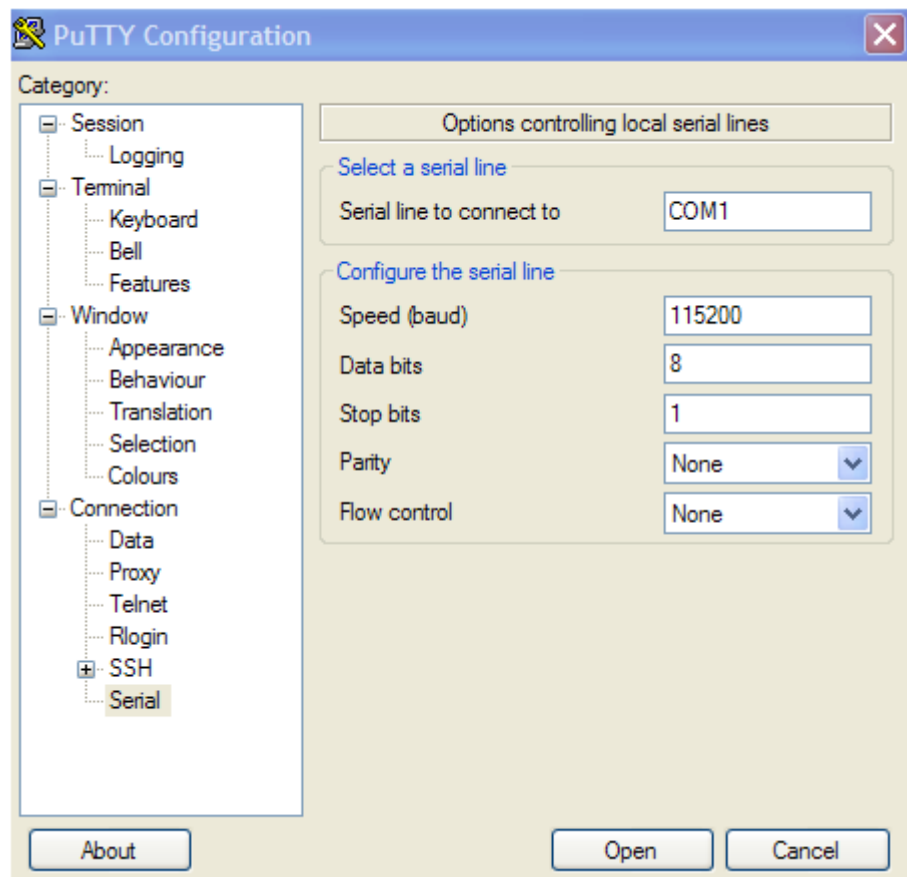 PuTTY Configuration
Category:
Session
Logging
Terminal
Keyboard
Bell
Features
Window
Appearance
Behaviour
Translation
Selection
Colours
Connection
Data
Proxy
Telnet
Rlogin
SSH
Serial
Options controlling local serial lines
Select a serial line
Serial line to connect to COM1
Configure the serial line
Speed (baud) 115200
Data bits 8
Stop bits 1
Parity None
Flow control None
About Open Cancel